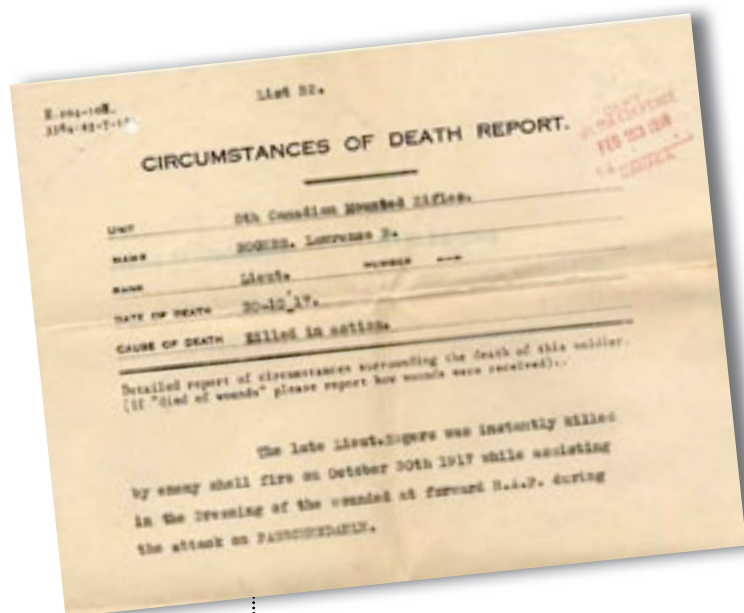 List 52.
CIRCUMSTANCES OF DEATH REPORT.
UNIT 5th Canadian Mounted Rifles.
NAME ROGERS. Lawrence B.
RANK Lieut. NUMBER ---
DATE OF DEATH 30-10-17.
CAUSE OF DEATH Killed in action.
Detailed report of circumstances surrounding the death of this soldier.
(If "died of wounds" please report how wounds were received)..
The late Lieut.Rogers was instantly killed
by enemy shell fire on October 30th 1917 while assisting
in the Dressing of the wounded at forward R.A.P. during
the attack on PASSCHENDAELE.